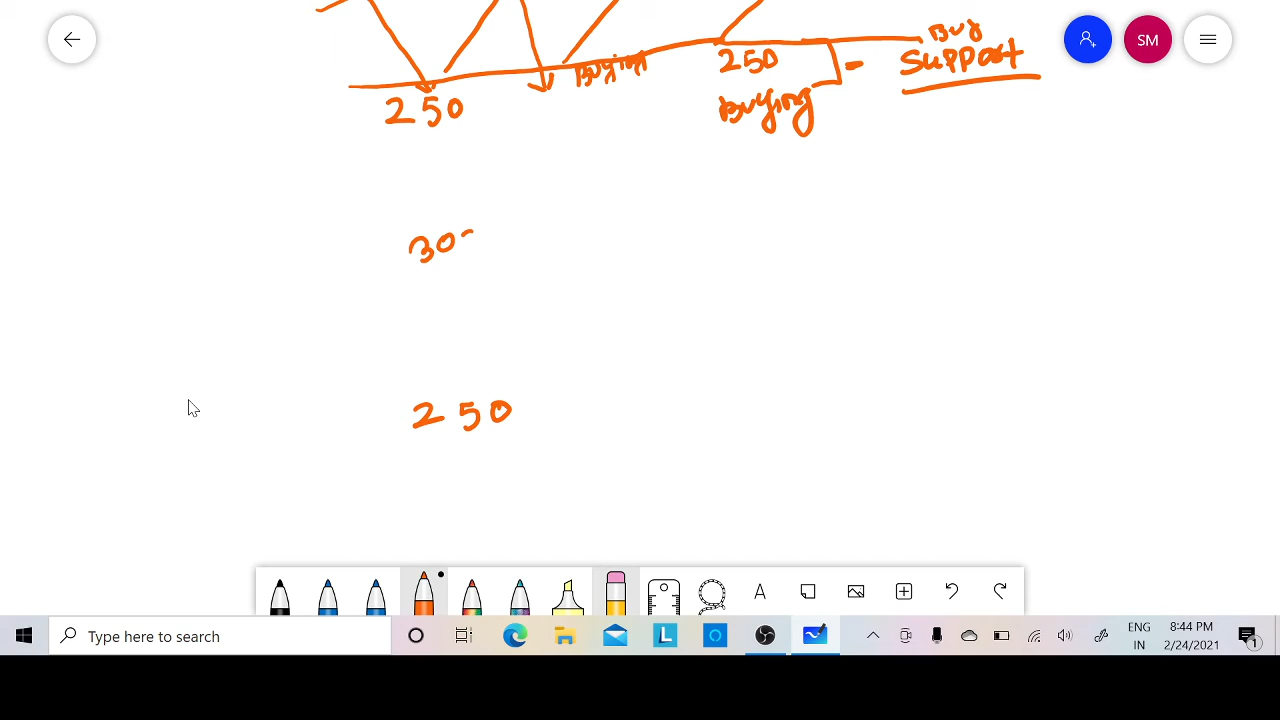 SM
Buy
Support
250
Buying
250
Buying
30
250
A
Type here to search
L
ENG
IN
8:44 PM
2/24/2021
1